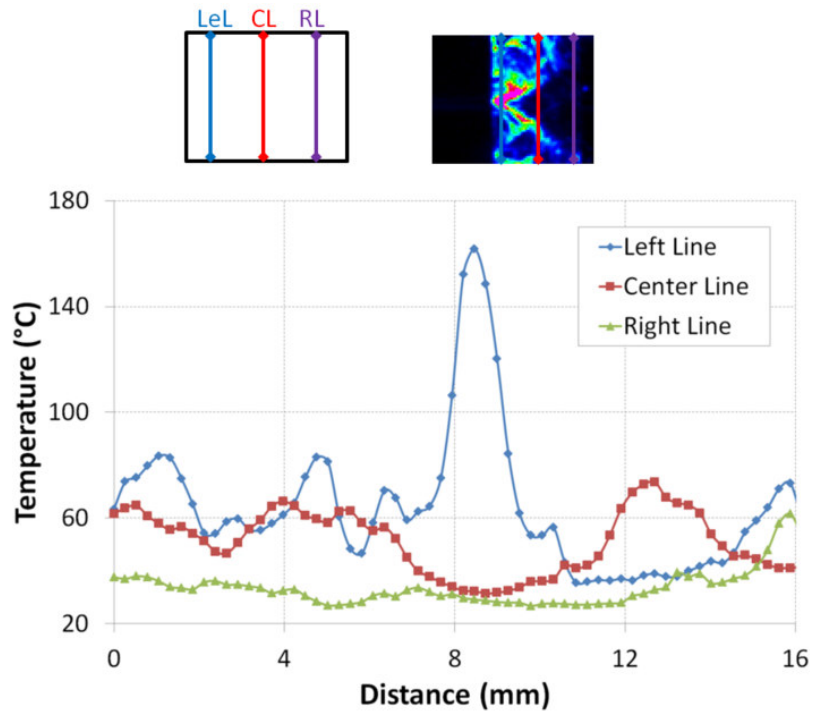 LeL CL RL
180
140
100
60
20
Temperature (°C)
Left Line
Center Line
Right Line
0 4 8 12 16
Distance (mm)